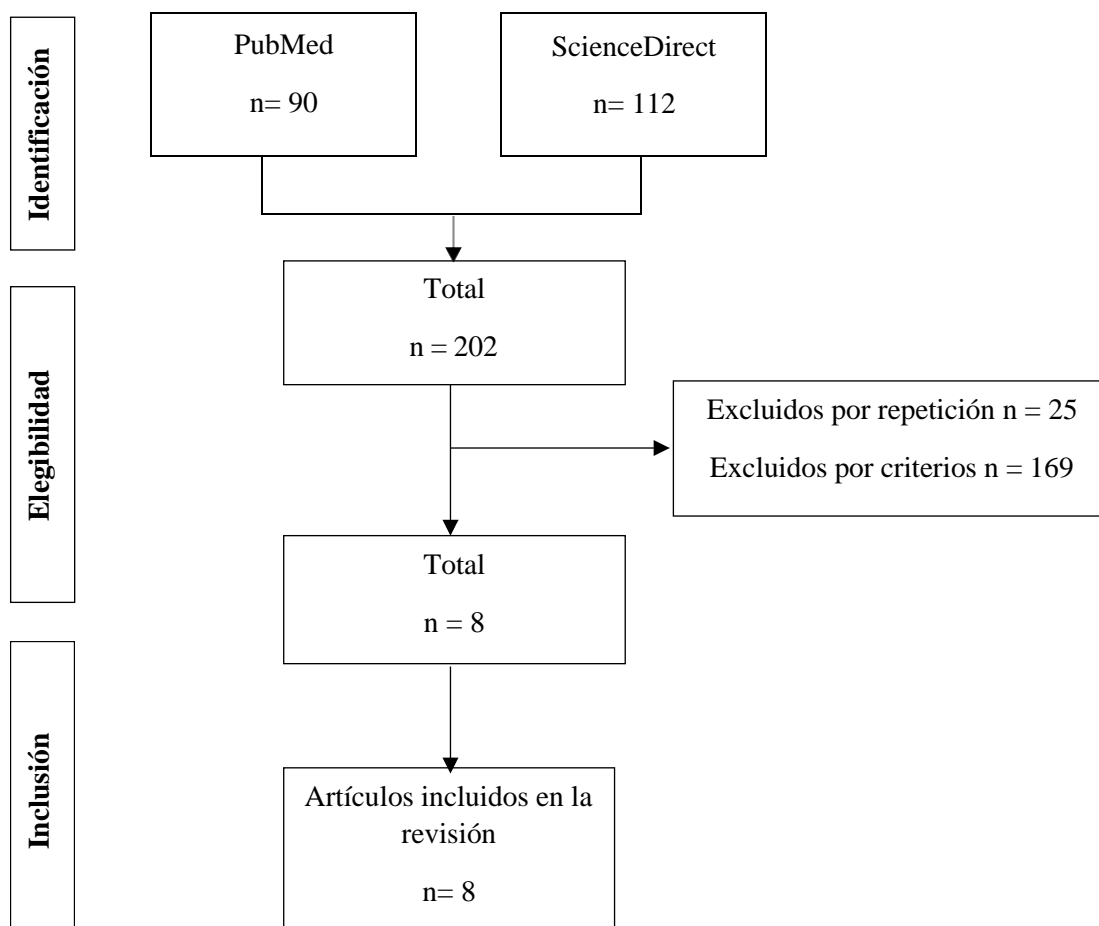 Identificación
PubMed
n= 90
ScienceDirect
n= 112
Total
n = 202
Elegibilidad
Excluidos por repetición n = 25
Excluidos por criterios n = 169
Total
n = 8
Inclusión
Artículos incluidos en la
revisión
n= 8